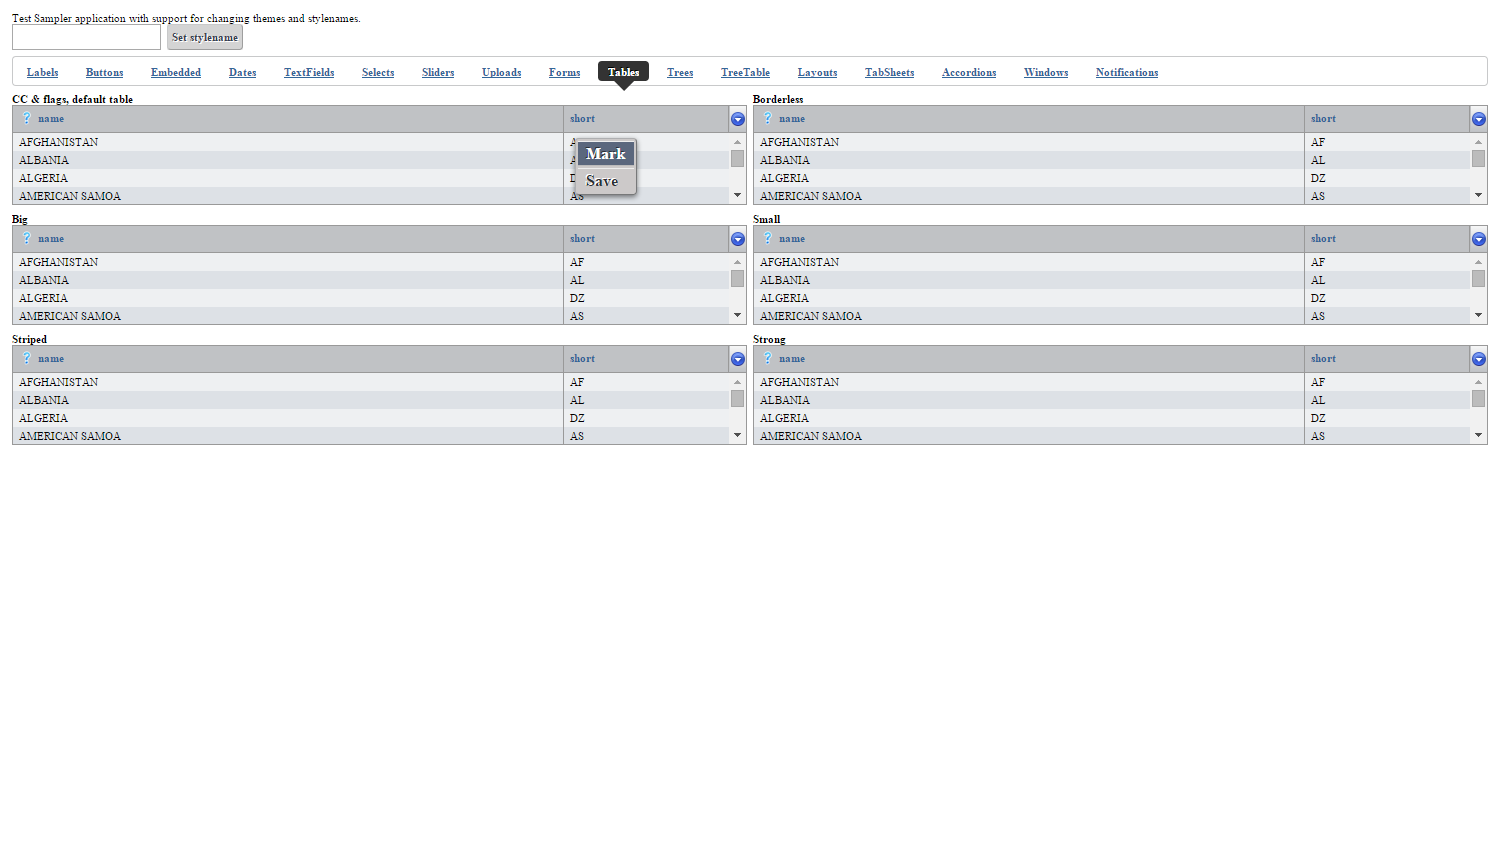 Test Sampler application with support for changing themes and stylenames.
Set stylename
Labels Buttons Embedded Dates TextFields Selects Sliders Uploads Forms Tables Trees TreeTable Layouts TabSheets Accordions Windows Notifications
CC & flags, default table
? name short
AFGHANISTAN A
ALBANIA A
ALGERIA D
AMERICAN SAMOA AS
Mark
Save
Borderless
? name short
AFGHANISTAN AF
ALBANIA AL
ALGERIA DZ
AMERICAN SAMOA AS
Big
? name short
AFGHANISTAN AF
ALBANIA AL
ALGERIA DZ
AMERICAN SAMOA AS
Small
? name short
AFGHANISTAN AF
ALBANIA AL
ALGERIA DZ
AMERICAN SAMOA AS
Striped
? name short
AFGHANISTAN AF
ALBANIA AL
ALGERIA DZ
AMERICAN SAMOA AS
Strong
? name short
AFGHANISTAN AF
ALBANIA AL
ALGERIA DZ
AMERICAN SAMOA AS